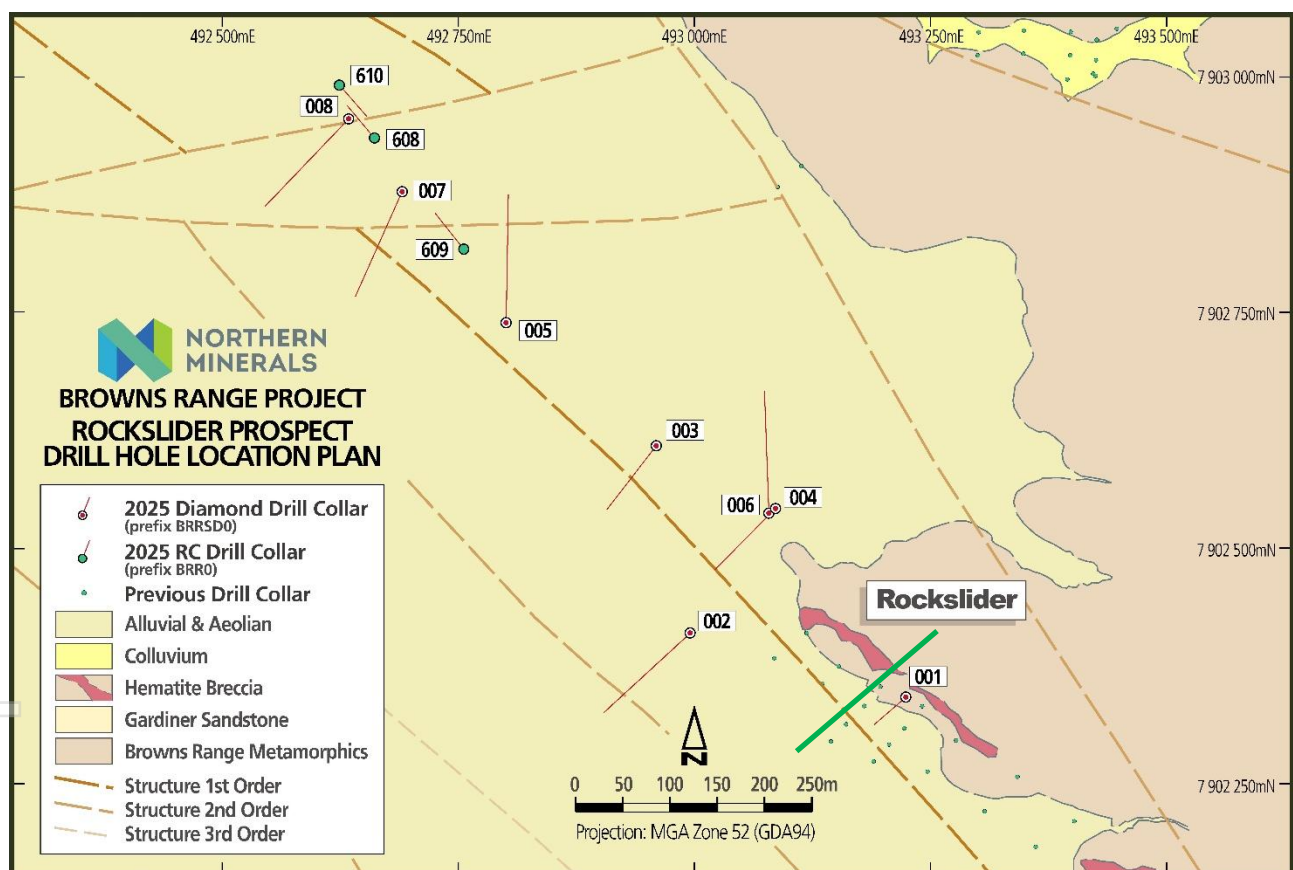 492 500mE
492 750mE
493 000mE
493 250mE
493 500mE
7 903 000mN
610
008
608
007
609
005
7 902 750mN
NORTHERN
MINERALS
BROWNS RANGE PROJECT
ROCKSLIDER PROSPECT
DRILL HOLE LOCATION PLAN
003
006
004
7 902 500mN
2025 Diamond Drill Collar
(prefix BRRSD0)
2025 RC Drill Collar
(prefix BRR0)
Previous Drill Collar
Alluvial & Aeolian
Colluvium
Hematite Breccia
Gardiner Sandstone
Browns Range Metamorphics
Structure 1st Order
Structure 2nd Order
Structure 3rd Order
Rockslider
002
001
N
0 50 100 150 200 250m
Projection: MGA Zone 52 (GDA94)
7 902 250mN